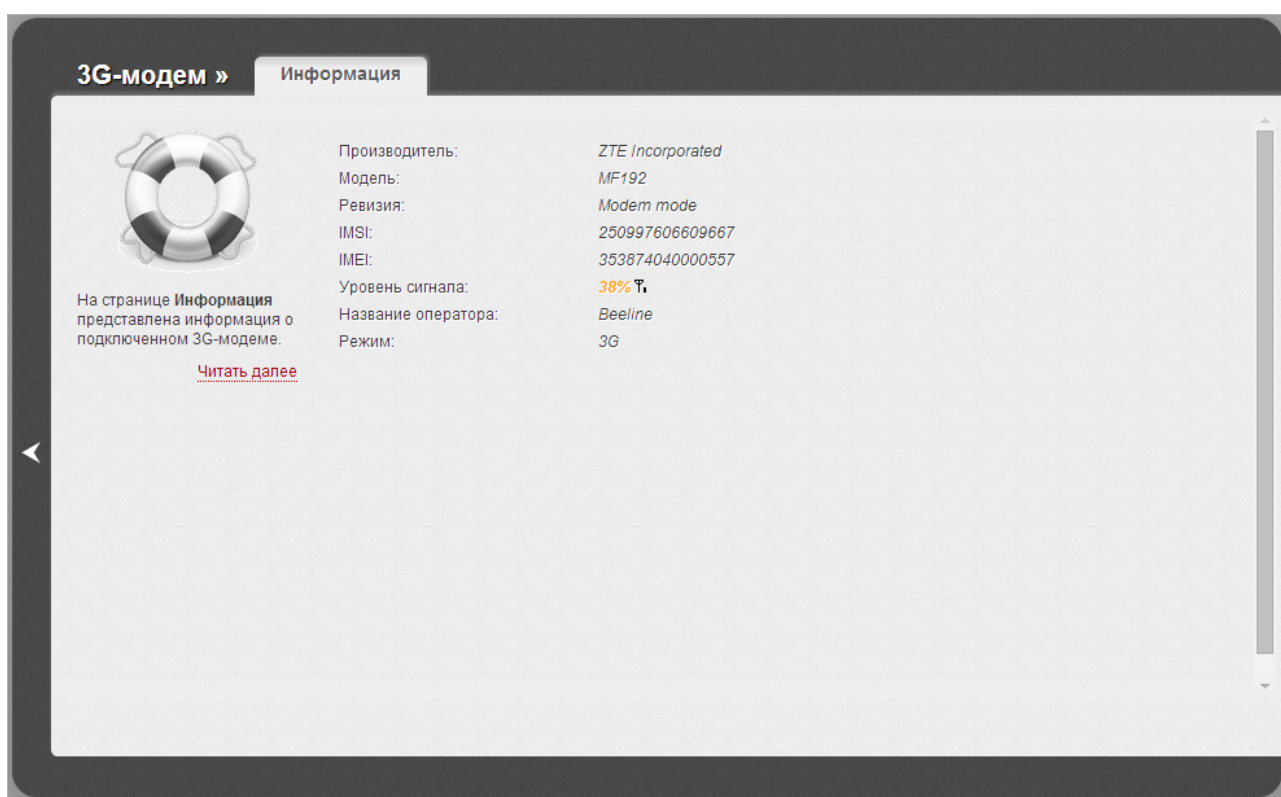 3G-модем »
Информация
Производитель: ZTE Incorporated
Модель: MF192
Ревизия: Modem mode
IMSI: 250997606609667
IMEI: 353874040000557
Уровень сигнала: 38%
Название оператора: Beeline
Режим: 3G
На странице Информация
представлена информация о
подключенном 3G-модеме.
Читать далее